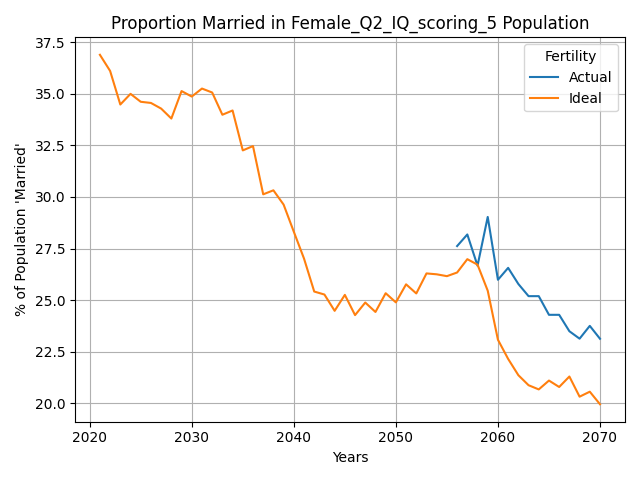 Proportion Married in Female_Q2_IQ_scoring_5 Population
% of Population 'Married'
37.5
35.0
32.5
30.0
27.5
25.0
22.5
20.0
Fertility
Actual
Ideal
2020
2030
2040
2050
2060
2070
Years